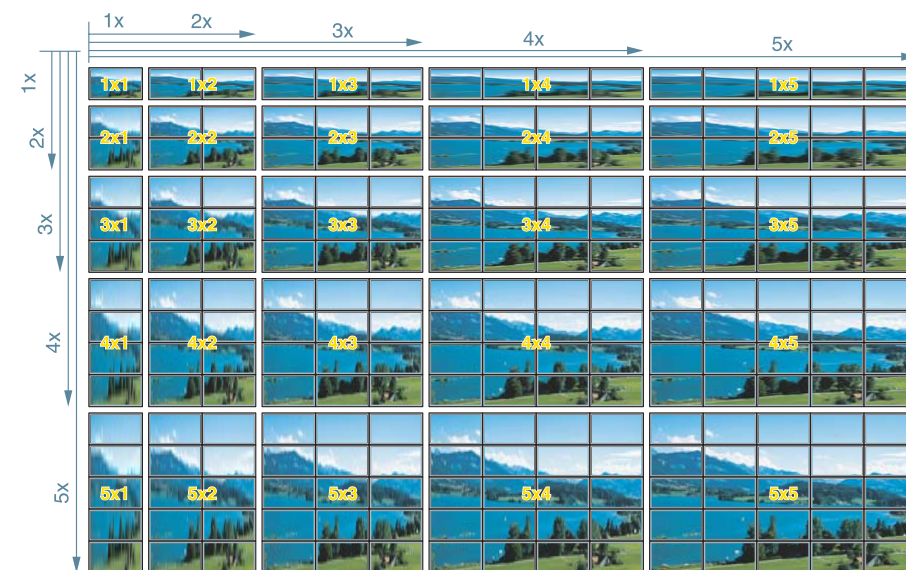 1x 2x 3x 4x 5x
1x
1x1 1x2 1x3 1x4 1x5
2x
2x1 2x2 2x3 2x4 2x5
3x
3x1 3x2 3x3 3x4 3x5
4x
4x1 4x2 4x3 4x4 4x5
5x
5x1 5x2 5x3 5x4 5x5